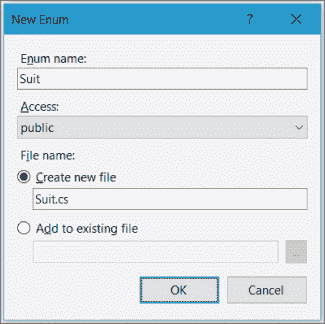 New Enum
?
Enum name:
Suit
Access:
public
File name:
Create new file
Suit.cs
Add to existing file
...
OK
Cancel